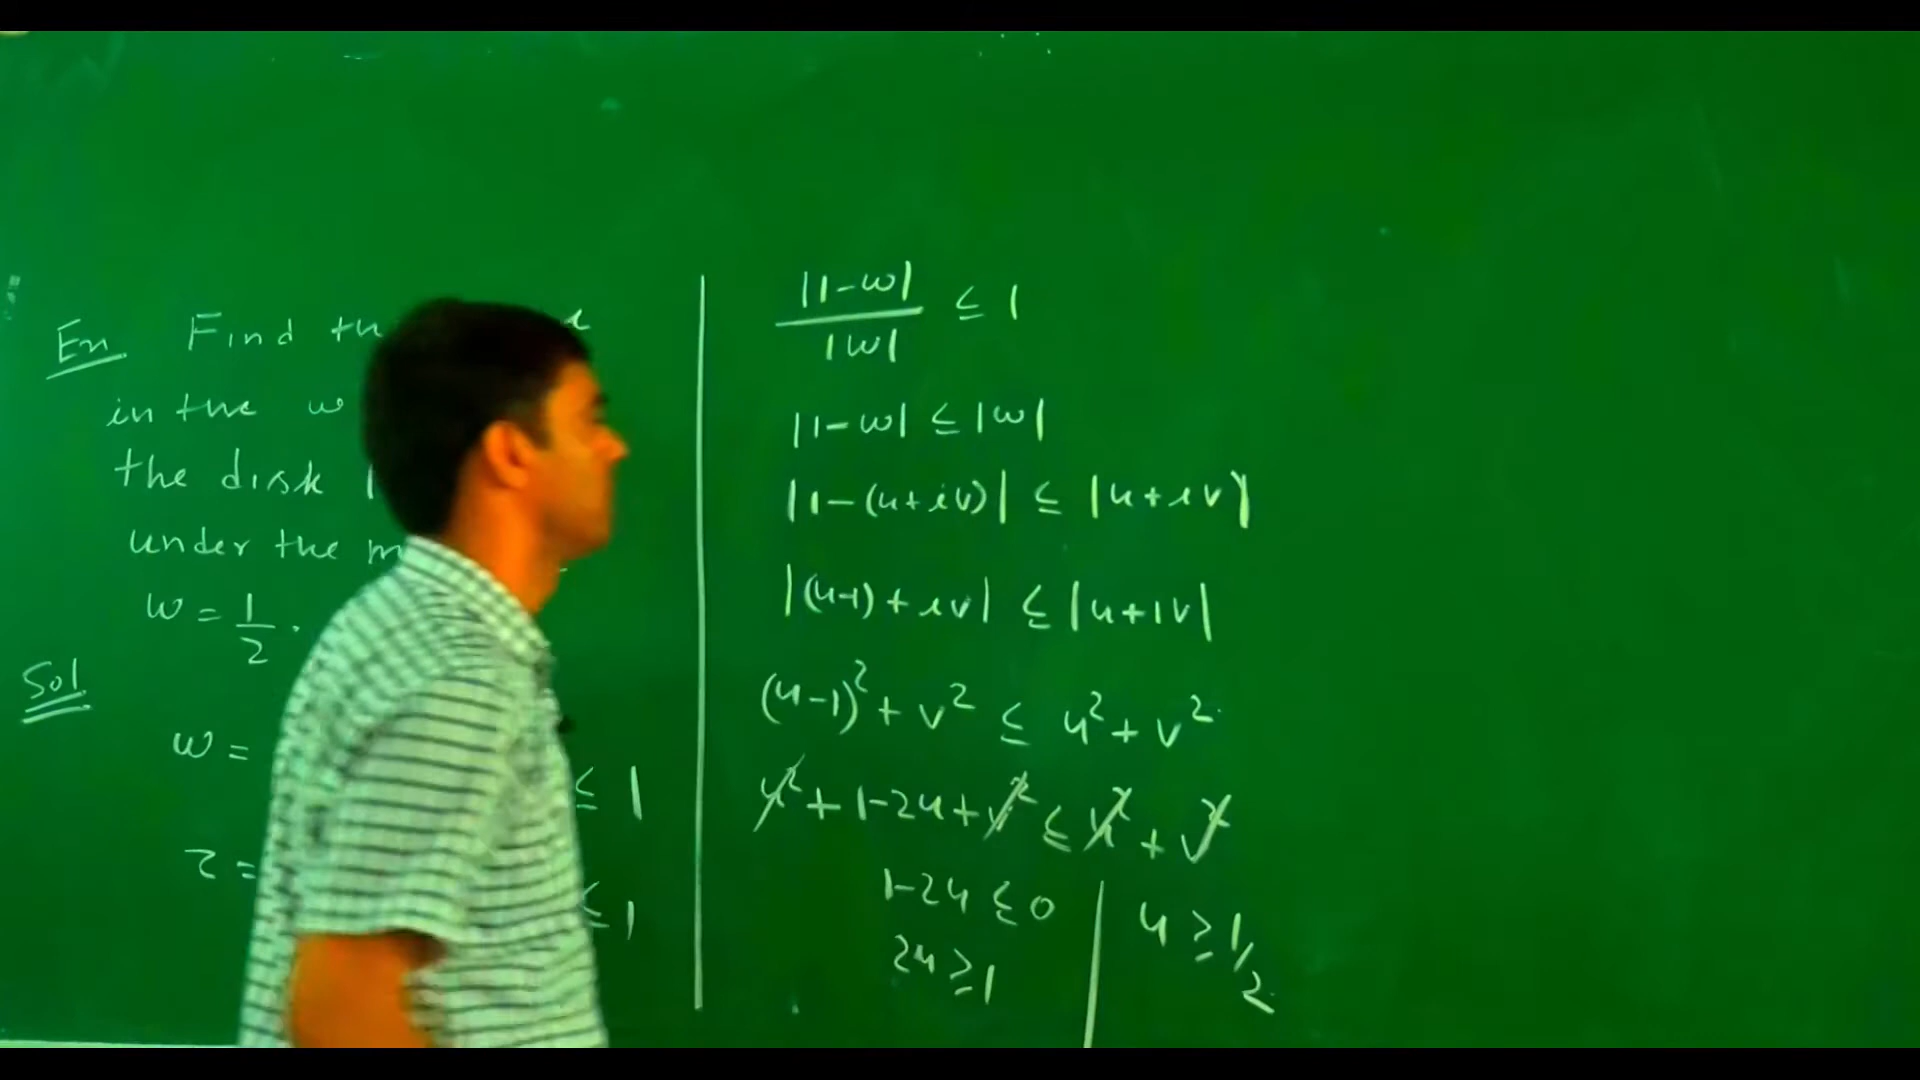 Ex Find
in the w
the disk |
under the
w = 1/2.
Sol
w =
≤ 1
z =
≤ 1
|1-w|/|w| ≤ 1
|1-w| ≤ |w|
|1-(u+iv)| ≤ |u+iv|
|(u-1)+iv| ≤ |u+iv|
(u-1)² + v² ≤ u² + v²
u² + 1-2u + v² ≤ u² + v²
1-2u ≤ 0
2u ≥ 1
u ≥ 1/2